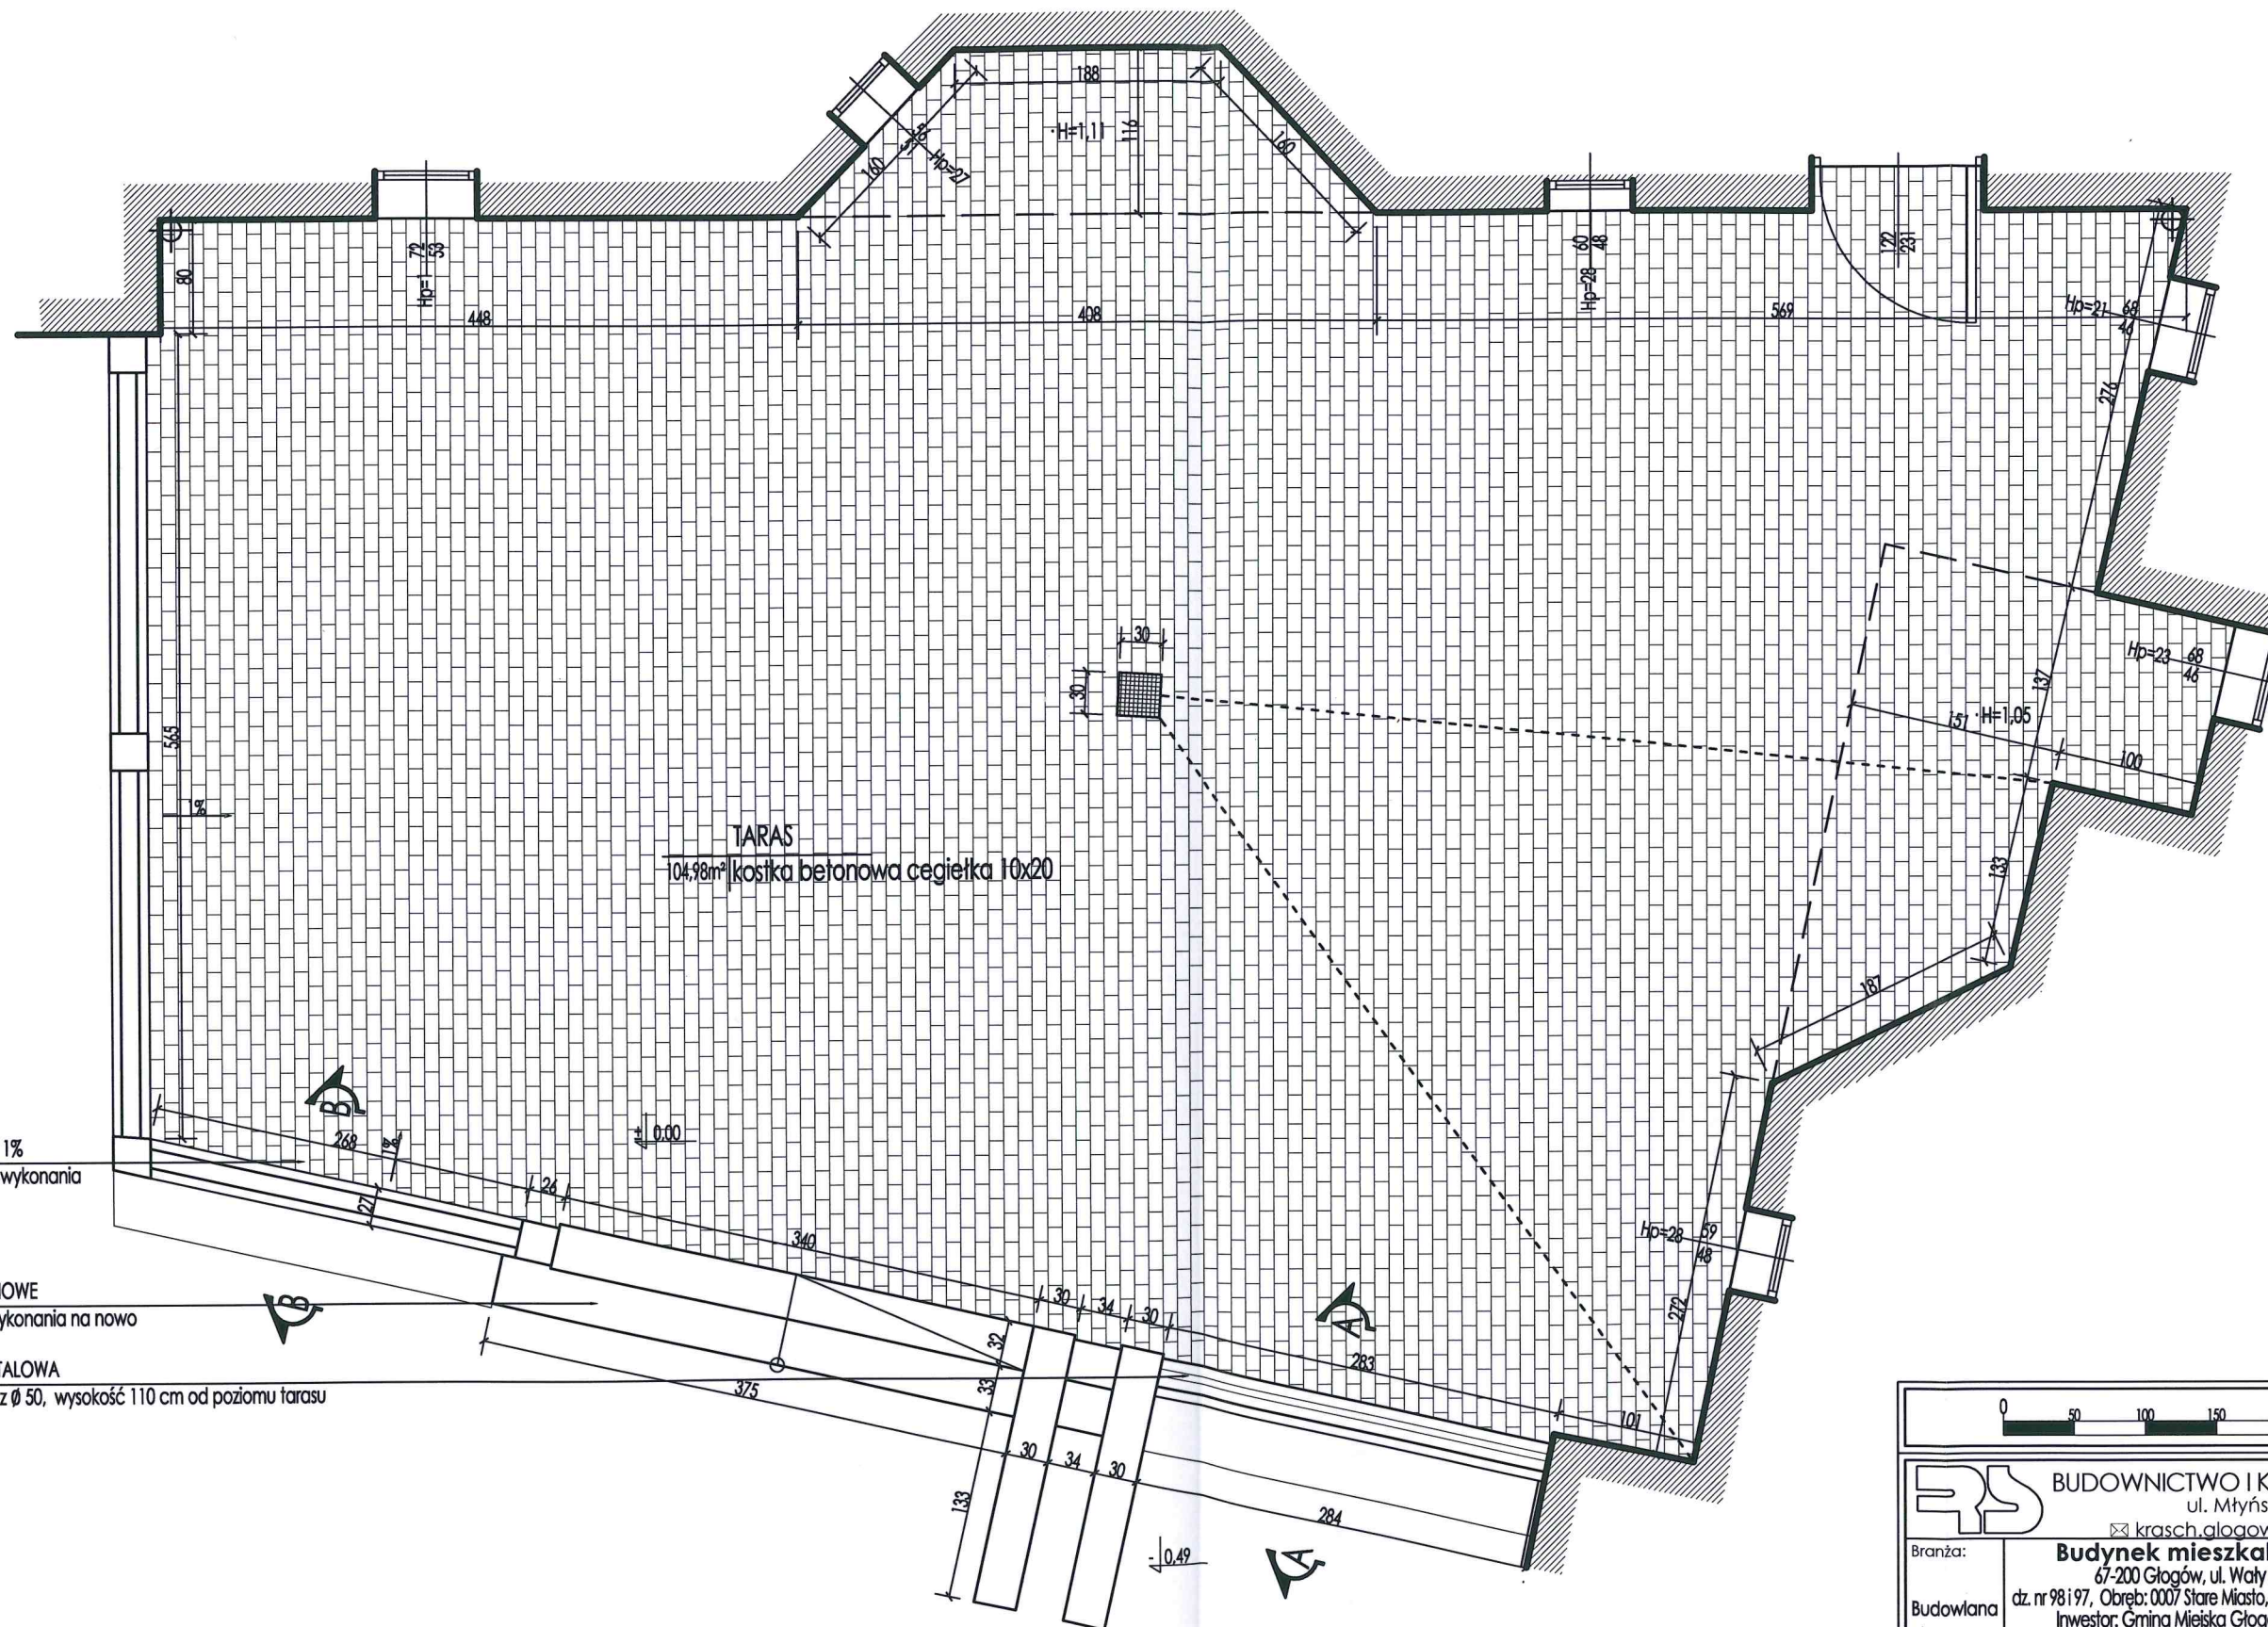 188
H=1,11
116
160
56
51
Hp=27
160
72
53
Hp=1
60
48
Hp=28
122
231
80
448
408
569
Hp=21
68
46
276
30
30
Hp=23
68
46
137
151
H=1,05
100
565
1%
TARAS
104,98m² kostka betonowa cegiełka 10x20
133
187
B
268
1%
± 0.00
1%
wykonania
26
27
340
Hp=28
59
48
272
OWE
ykonania na nowo
B
30
34
30
A
32
33
283
TALOWA
z ø 50, wysokość 110 cm od poziomu tarasu
375
101
30
34
30
133
284
- 0,49
A
0 50 100 150
RS
BUDOWNICTWO I K
ul. Młyńs
krasch.glogow
Branża:
Budynek mieszkal
67-200 Głogów, ul. Wały
Budowlana
dz. nr 98 i 97, Obręb: 0007 Stare Miasto,
Inwestor: Gmina Miejska Głog